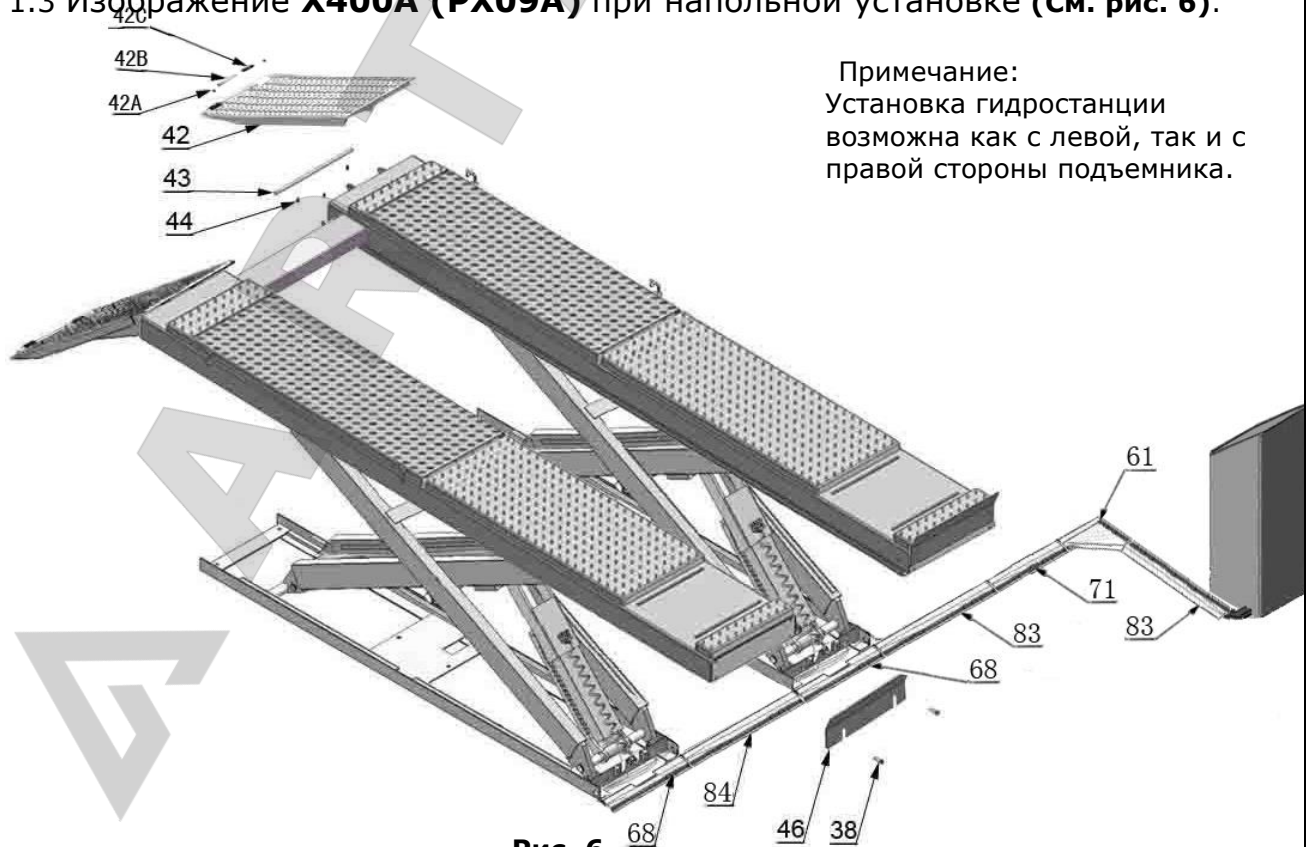 1.3 Изображение X400A (PX09A) при напольной установке (См. рис. 6).
42C
42B
42A
42
43
44
Примечание:
Установка гидростанции
возможна как с левой, так и с
правой стороны подъемника.
61
71
83
83
68
84
68
46
38
Рис. 6